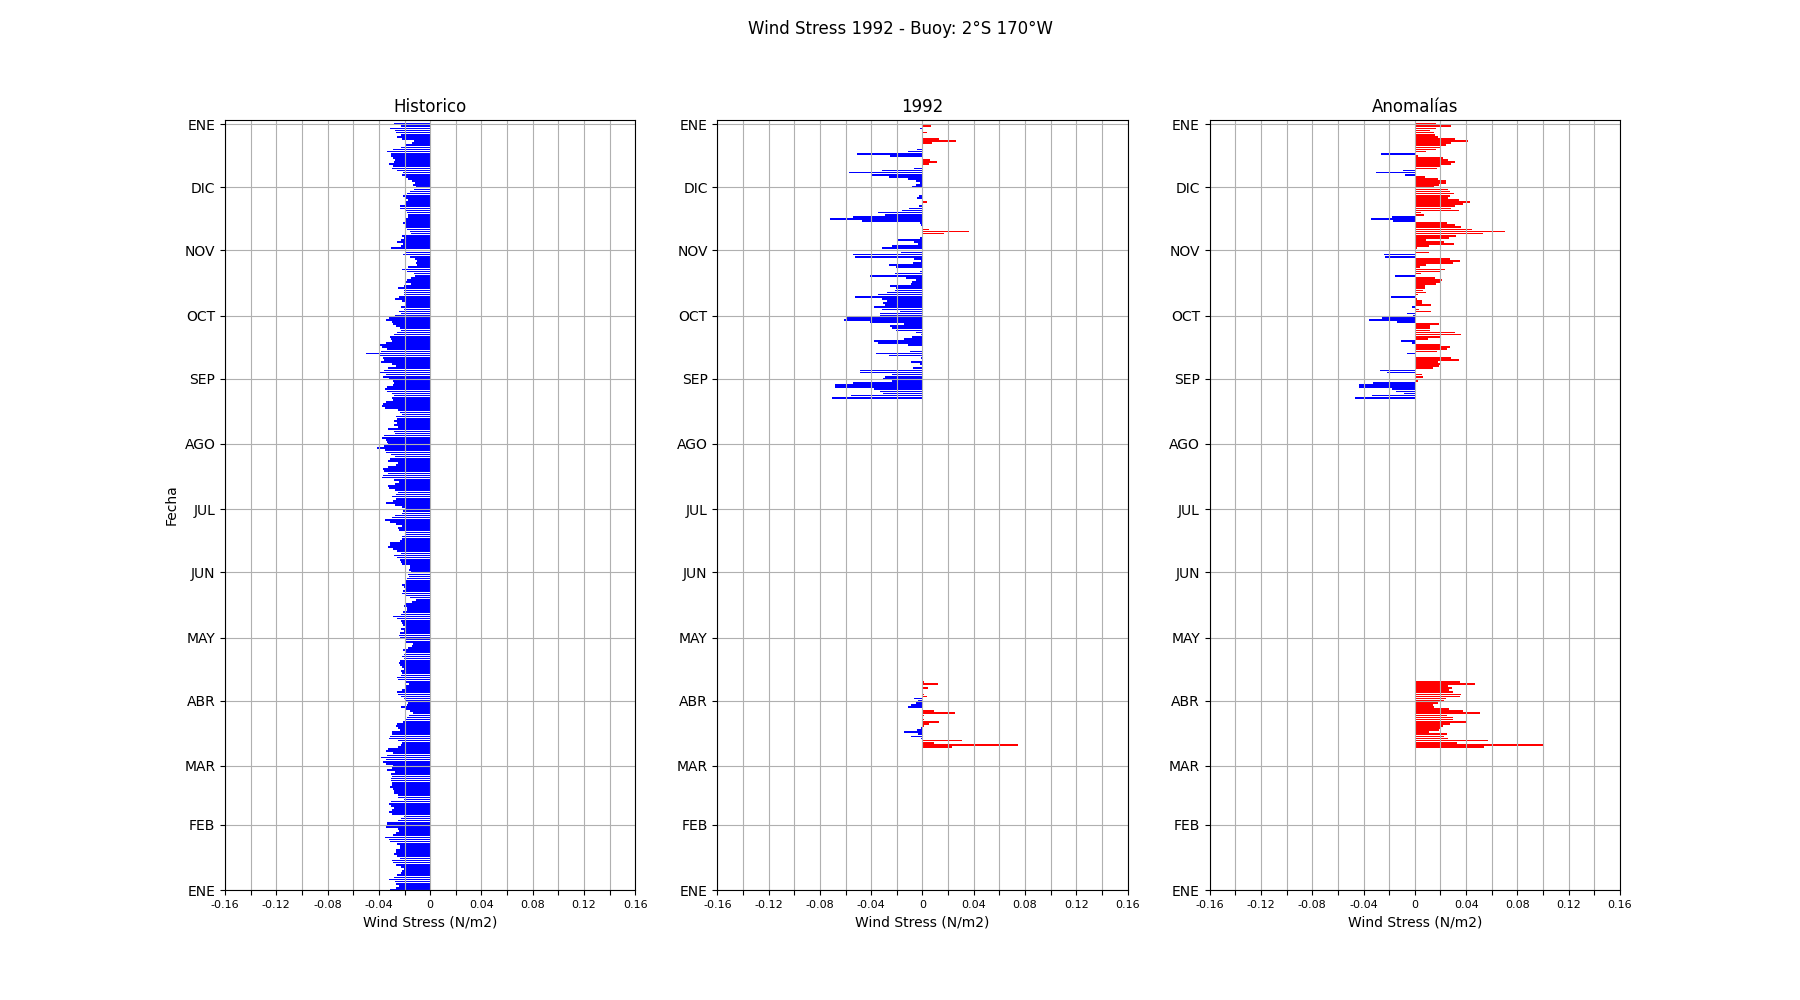 Wind Stress 1992 - Buoy: 2°S 170°W
Historico
ENE
DIC
NOV
OCT
SEP
AGO
JUL
JUN
MAY
ABR
MAR
FEB
ENE
Fecha
-0.16 -0.12 -0.08 -0.04 0 0.04 0.08 0.12 0.16
Wind Stress (N/m2)
1992
ENE
DIC
NOV
OCT
SEP
AGO
JUL
JUN
MAY
ABR
MAR
FEB
ENE
-0.16 -0.12 -0.08 -0.04 0 0.04 0.08 0.12 0.16
Wind Stress (N/m2)
Anomalías
ENE
DIC
NOV
OCT
SEP
AGO
JUL
JUN
MAY
ABR
MAR
FEB
ENE
-0.16 -0.12 -0.08 -0.04 0 0.04 0.08 0.12 0.16
Wind Stress (N/m2)